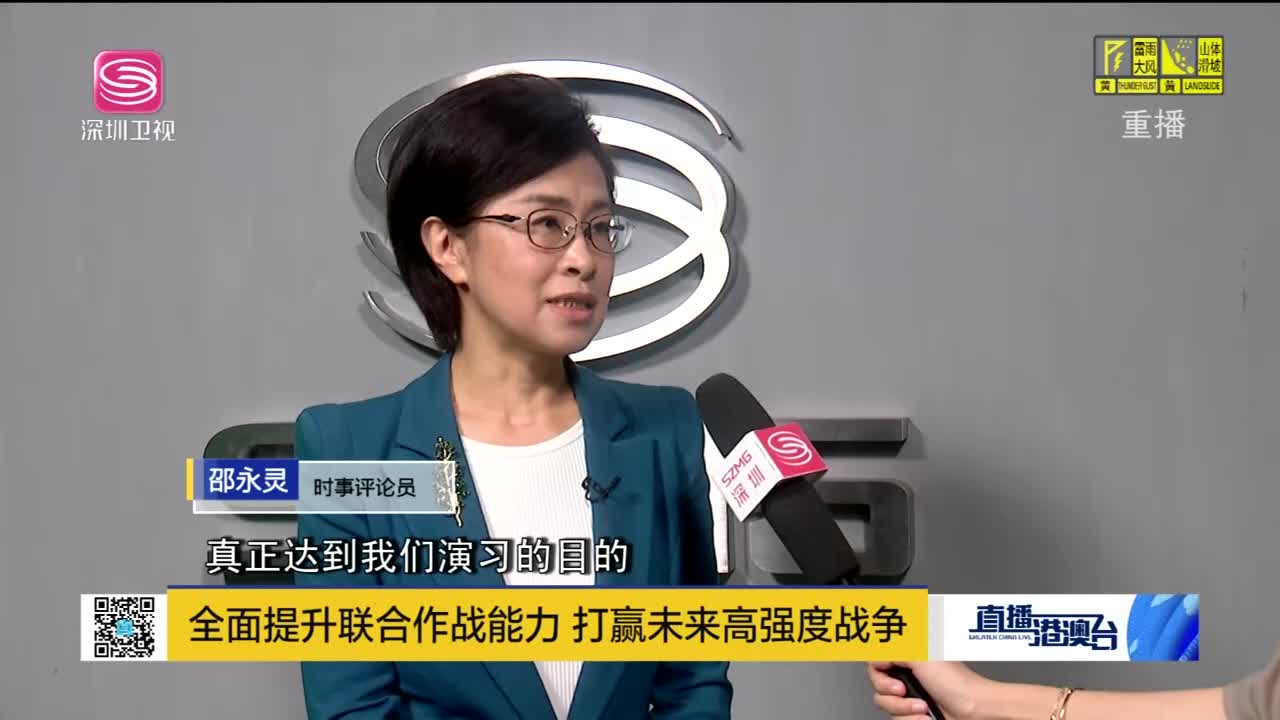 深圳卫视
雷雨大风
黄 THUNDER GUST
山体滑坡
黄 LANDSLIDE
重播
SZMG
深圳
邵永灵
时事评论员
真正达到我们演习的目的
全面提升联合作战能力 打赢未来高强度战争
直播港澳台
GREATER CHINA LIVE